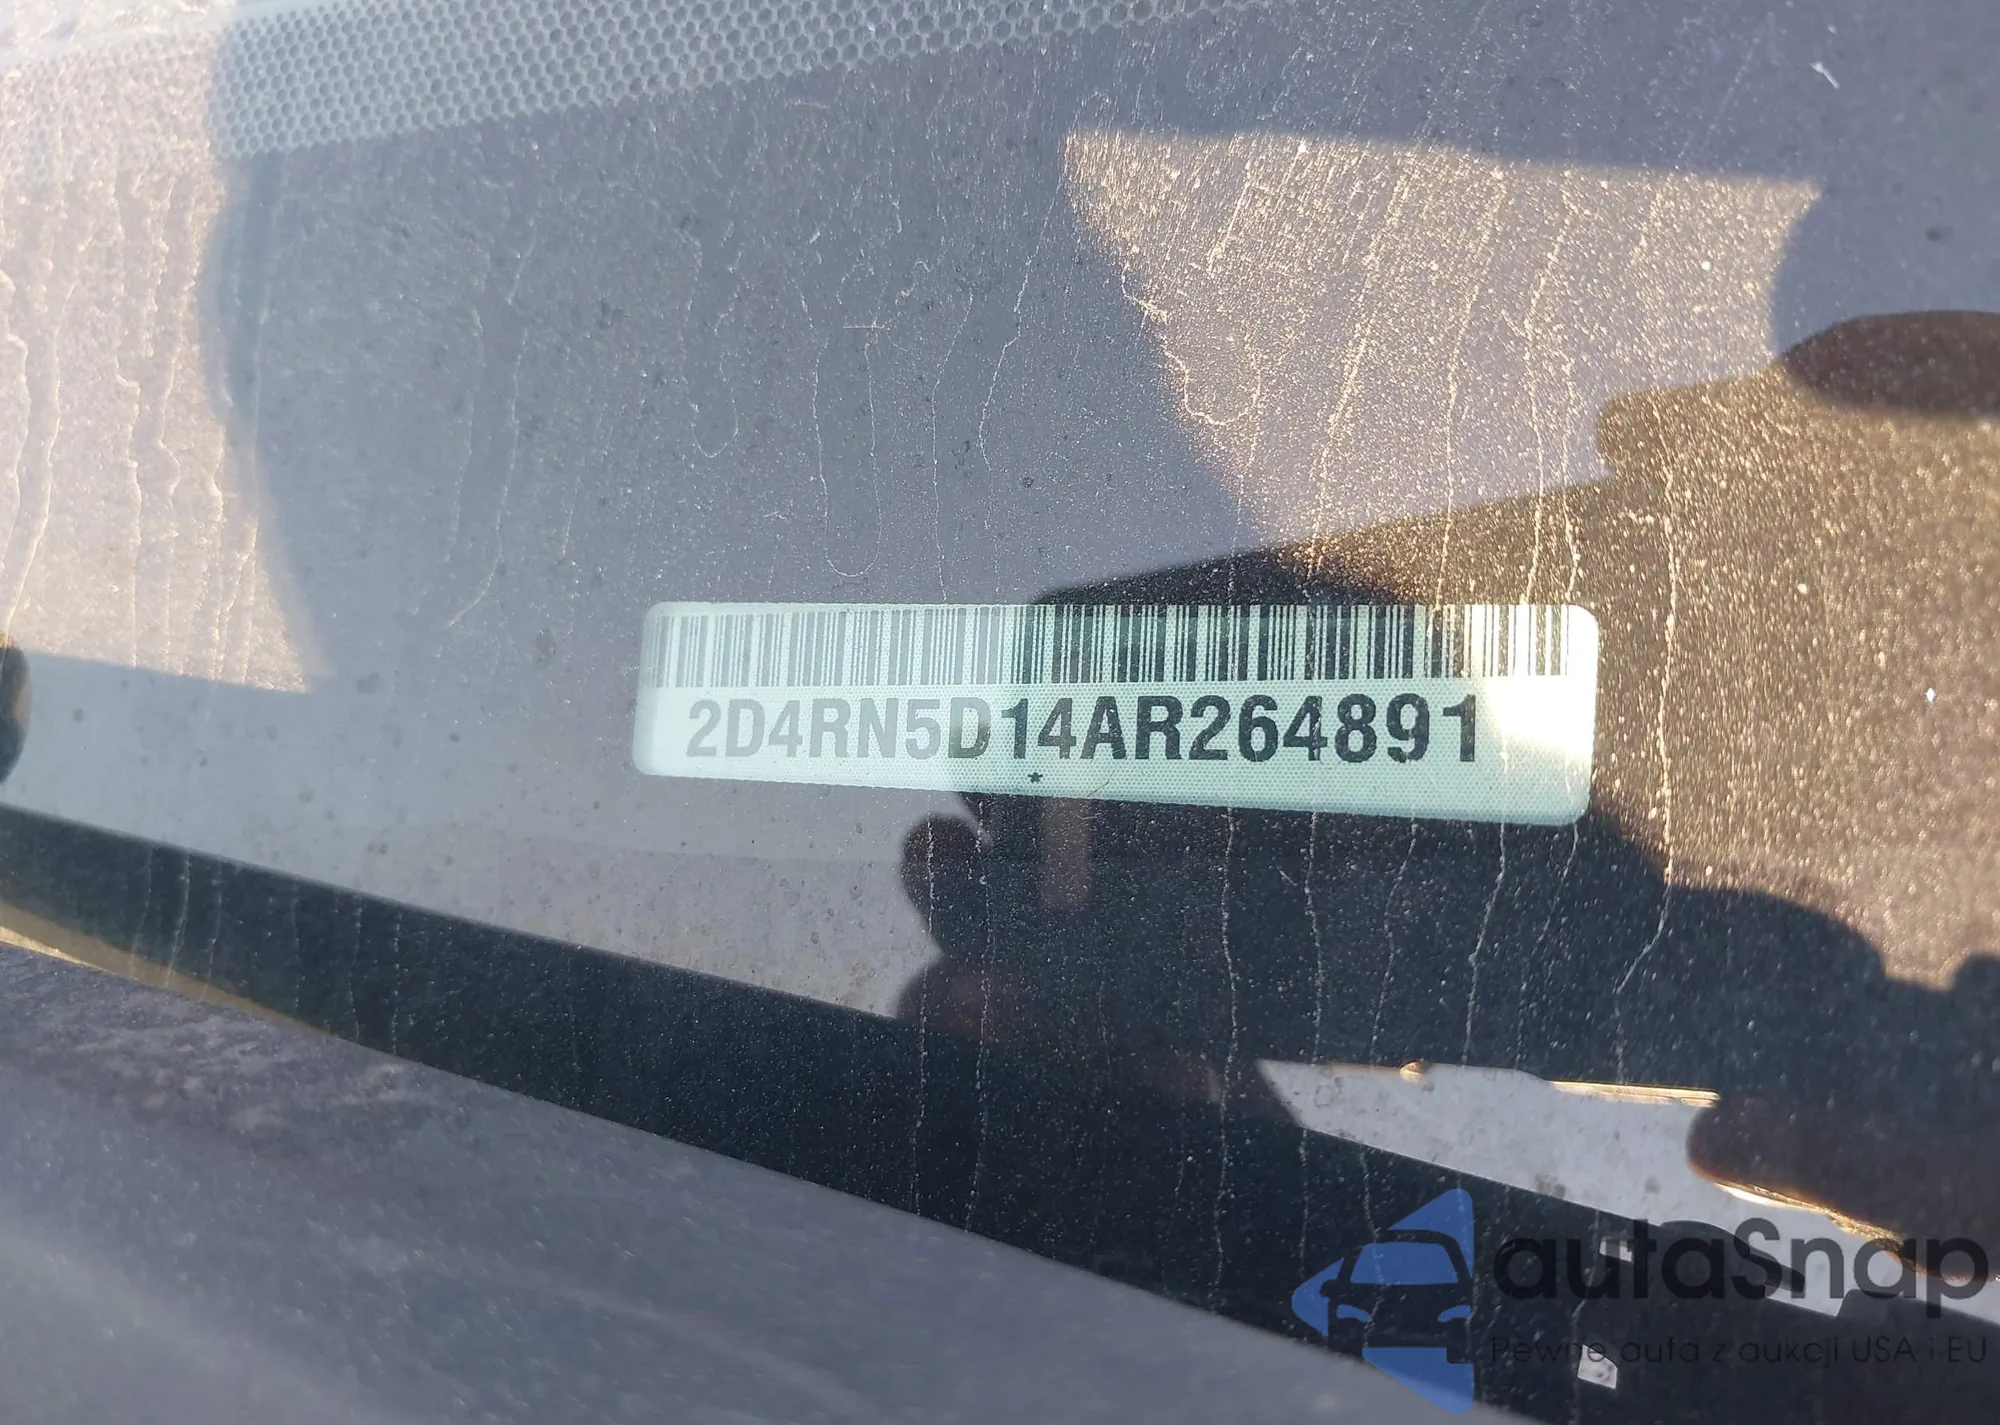 2D4RN5D14AR264891
*
autaSnap
Pewne auta z aukcji USA i EU